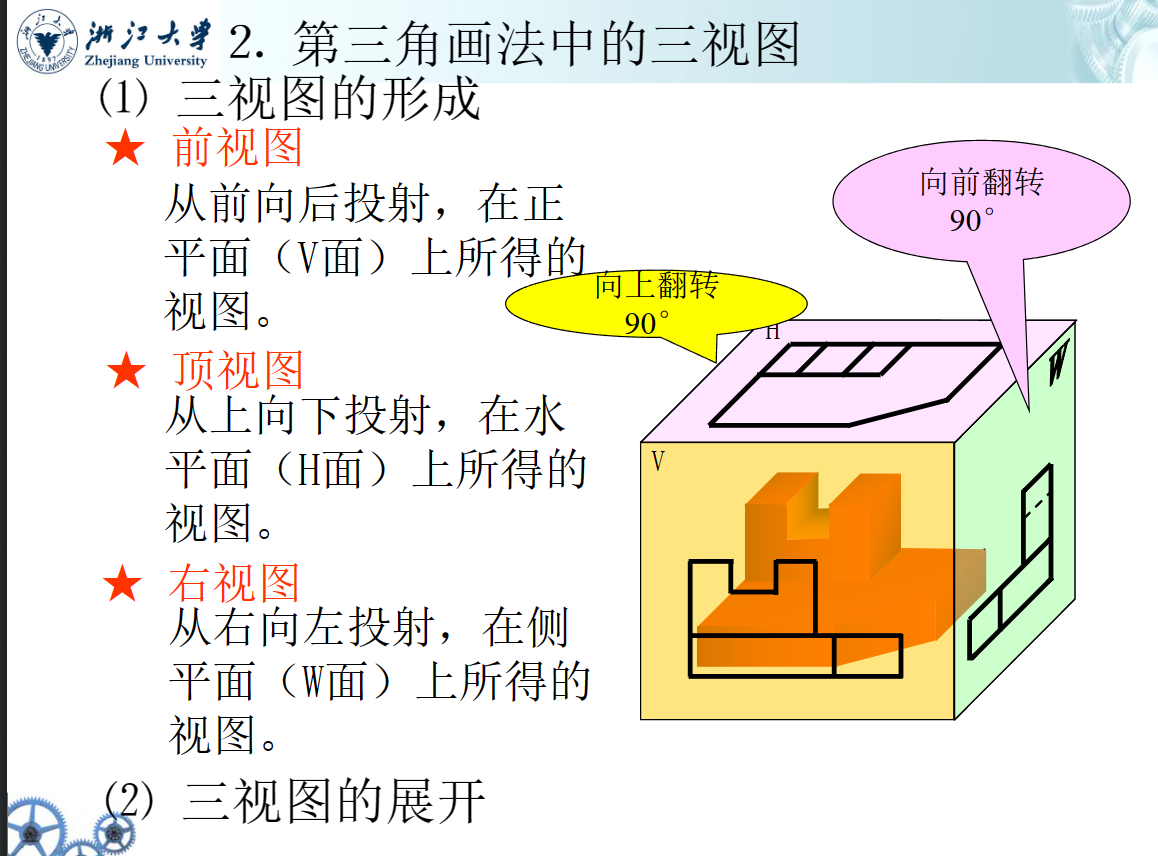 浙江大学
Zhejiang University
2. 第三角画法中的三视图
(1) 三视图的形成
★ 前视图
从前向后投射，在正
平面（V面）上所得的
视图。
★ 顶视图
从上向下投射，在水
平面（H面）上所得的
视图。
★ 右视图
从右向左投射，在侧
平面（W面）上所得的
视图。
(2) 三视图的展开
向前翻转
90°
向上翻转
90°
H
W
V